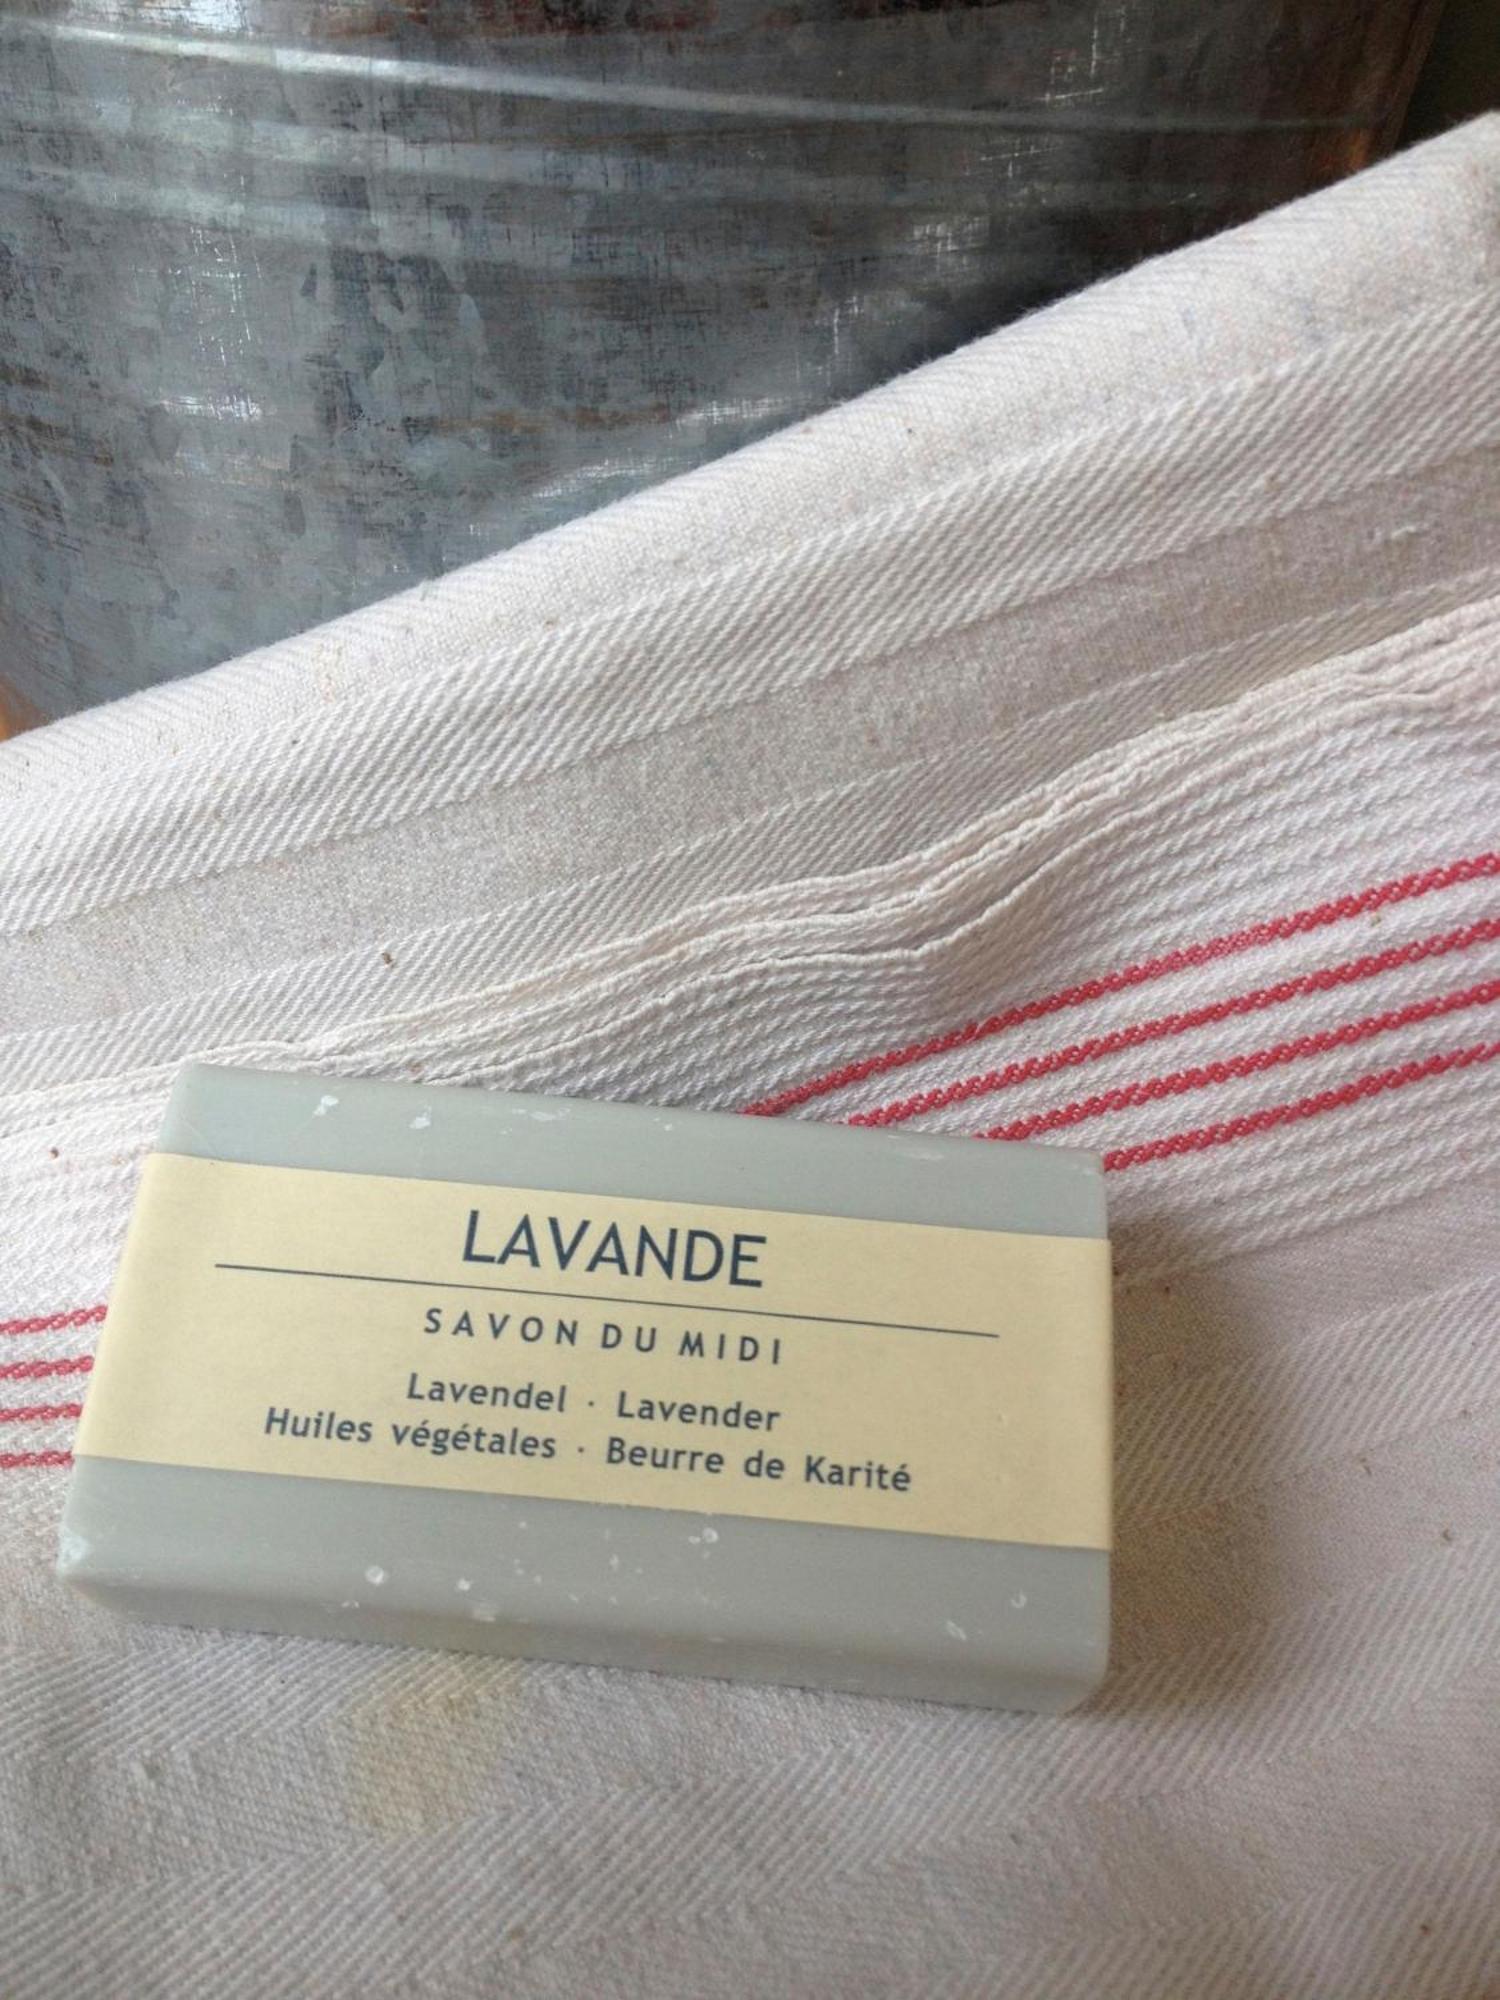 LAVANDE
SAVON DU MIDI
Lavendel · Lavender
Huiles végétales · Beurre de Karité